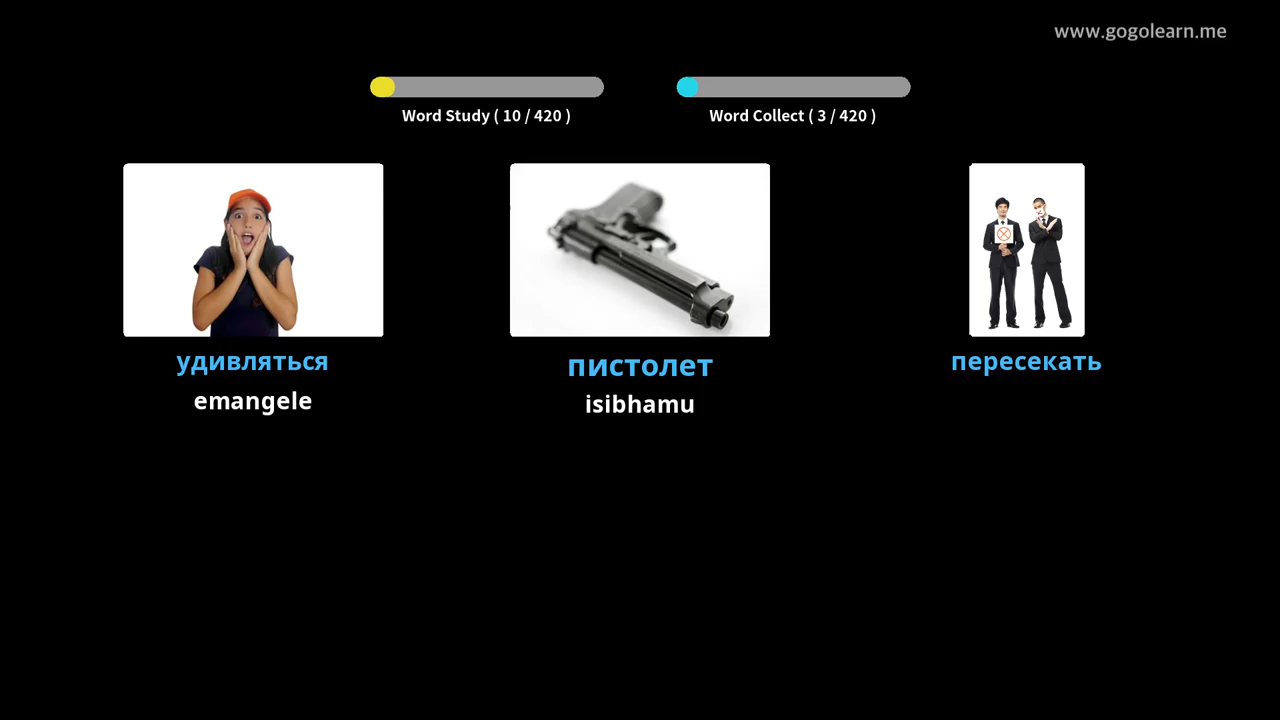 www.gogolearn.me
Word Study ( 10 / 420 )
Word Collect ( 3 / 420 )
удивляться
emangele
пистолет
isibhamu
пересекать